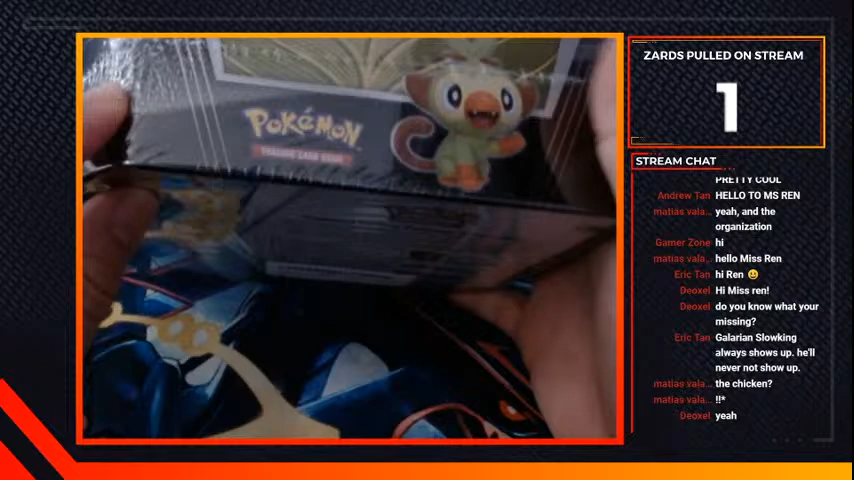 POKéMON
TRADING CARD GAME
ZARDS PULLED ON STREAM
1
STREAM CHAT
PRETTY COOL
Andrew Tan HELLO TO MS REN
matias vala... yeah, and the
organization
Gamer Zone hi
matias vala... hello Miss Ren
Eric Tan hi Ren 😀
Deoxel Hi Miss ren!
Deoxel do you know what your
missing?
Eric Tan Galarian Slowking
always shows up. he'll
never not show up.
matias vala... the chicken?
matias vala... !!*
Deoxel yeah